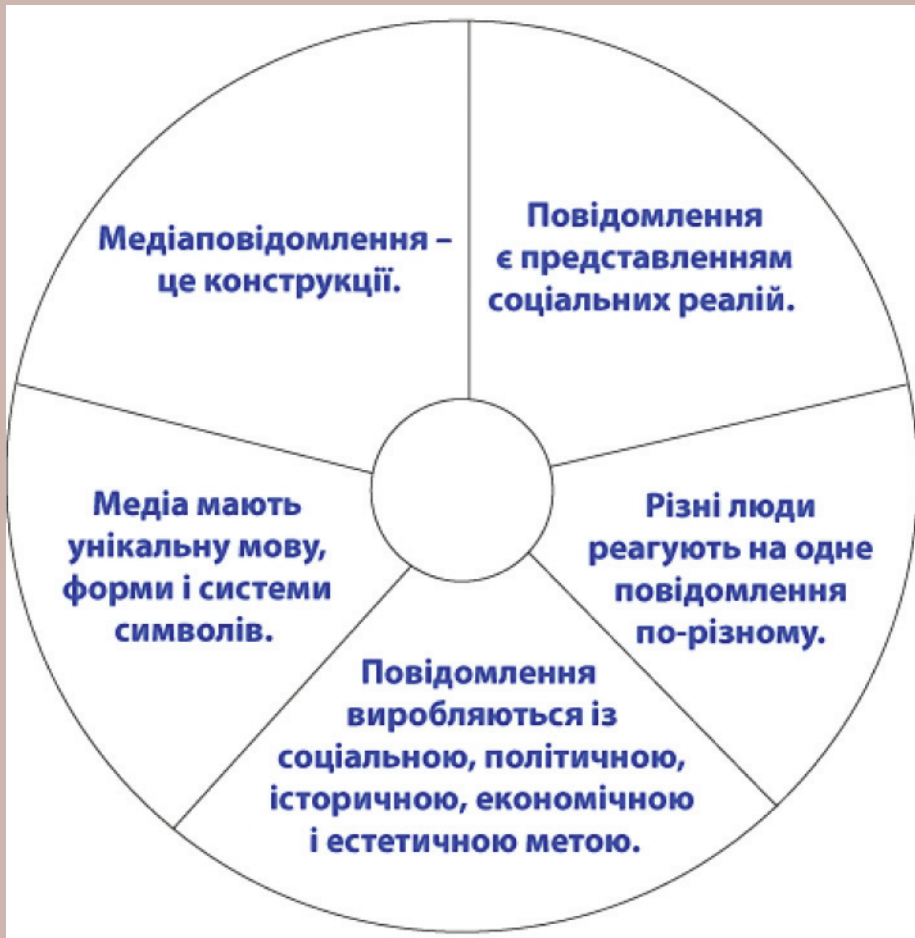 Медіаповідомлення –
це конструкції.
Повідомлення
є представленням
соціальних реалій.
Різні люди
реагують на одне
повідомлення
по-різному.
Повідомлення
виробляються із
соціальною, політичною,
історичною, економічною
і естетичною метою.
Медіа мають
унікальну мову,
форми і системи
символів.